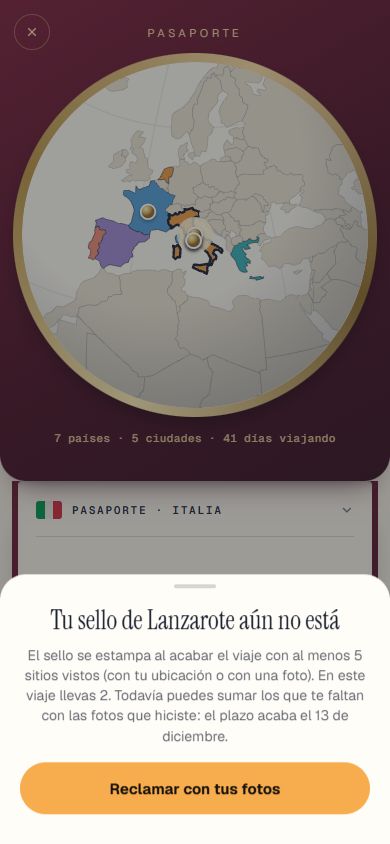 PASAPORTE
7 países · 5 ciudades · 41 días viajando
PASAPORTE · ITALIA
Tu sello de Lanzarote aún no está
El sello se estampa al acabar el viaje con al menos 5
sitios vistos (con tu ubicación o con una foto). En este
viaje llevas 2. Todavía puedes sumar los que te faltan
con las fotos que hiciste: el plazo acaba el 13 de
diciembre.
Reclamar con tus fotos